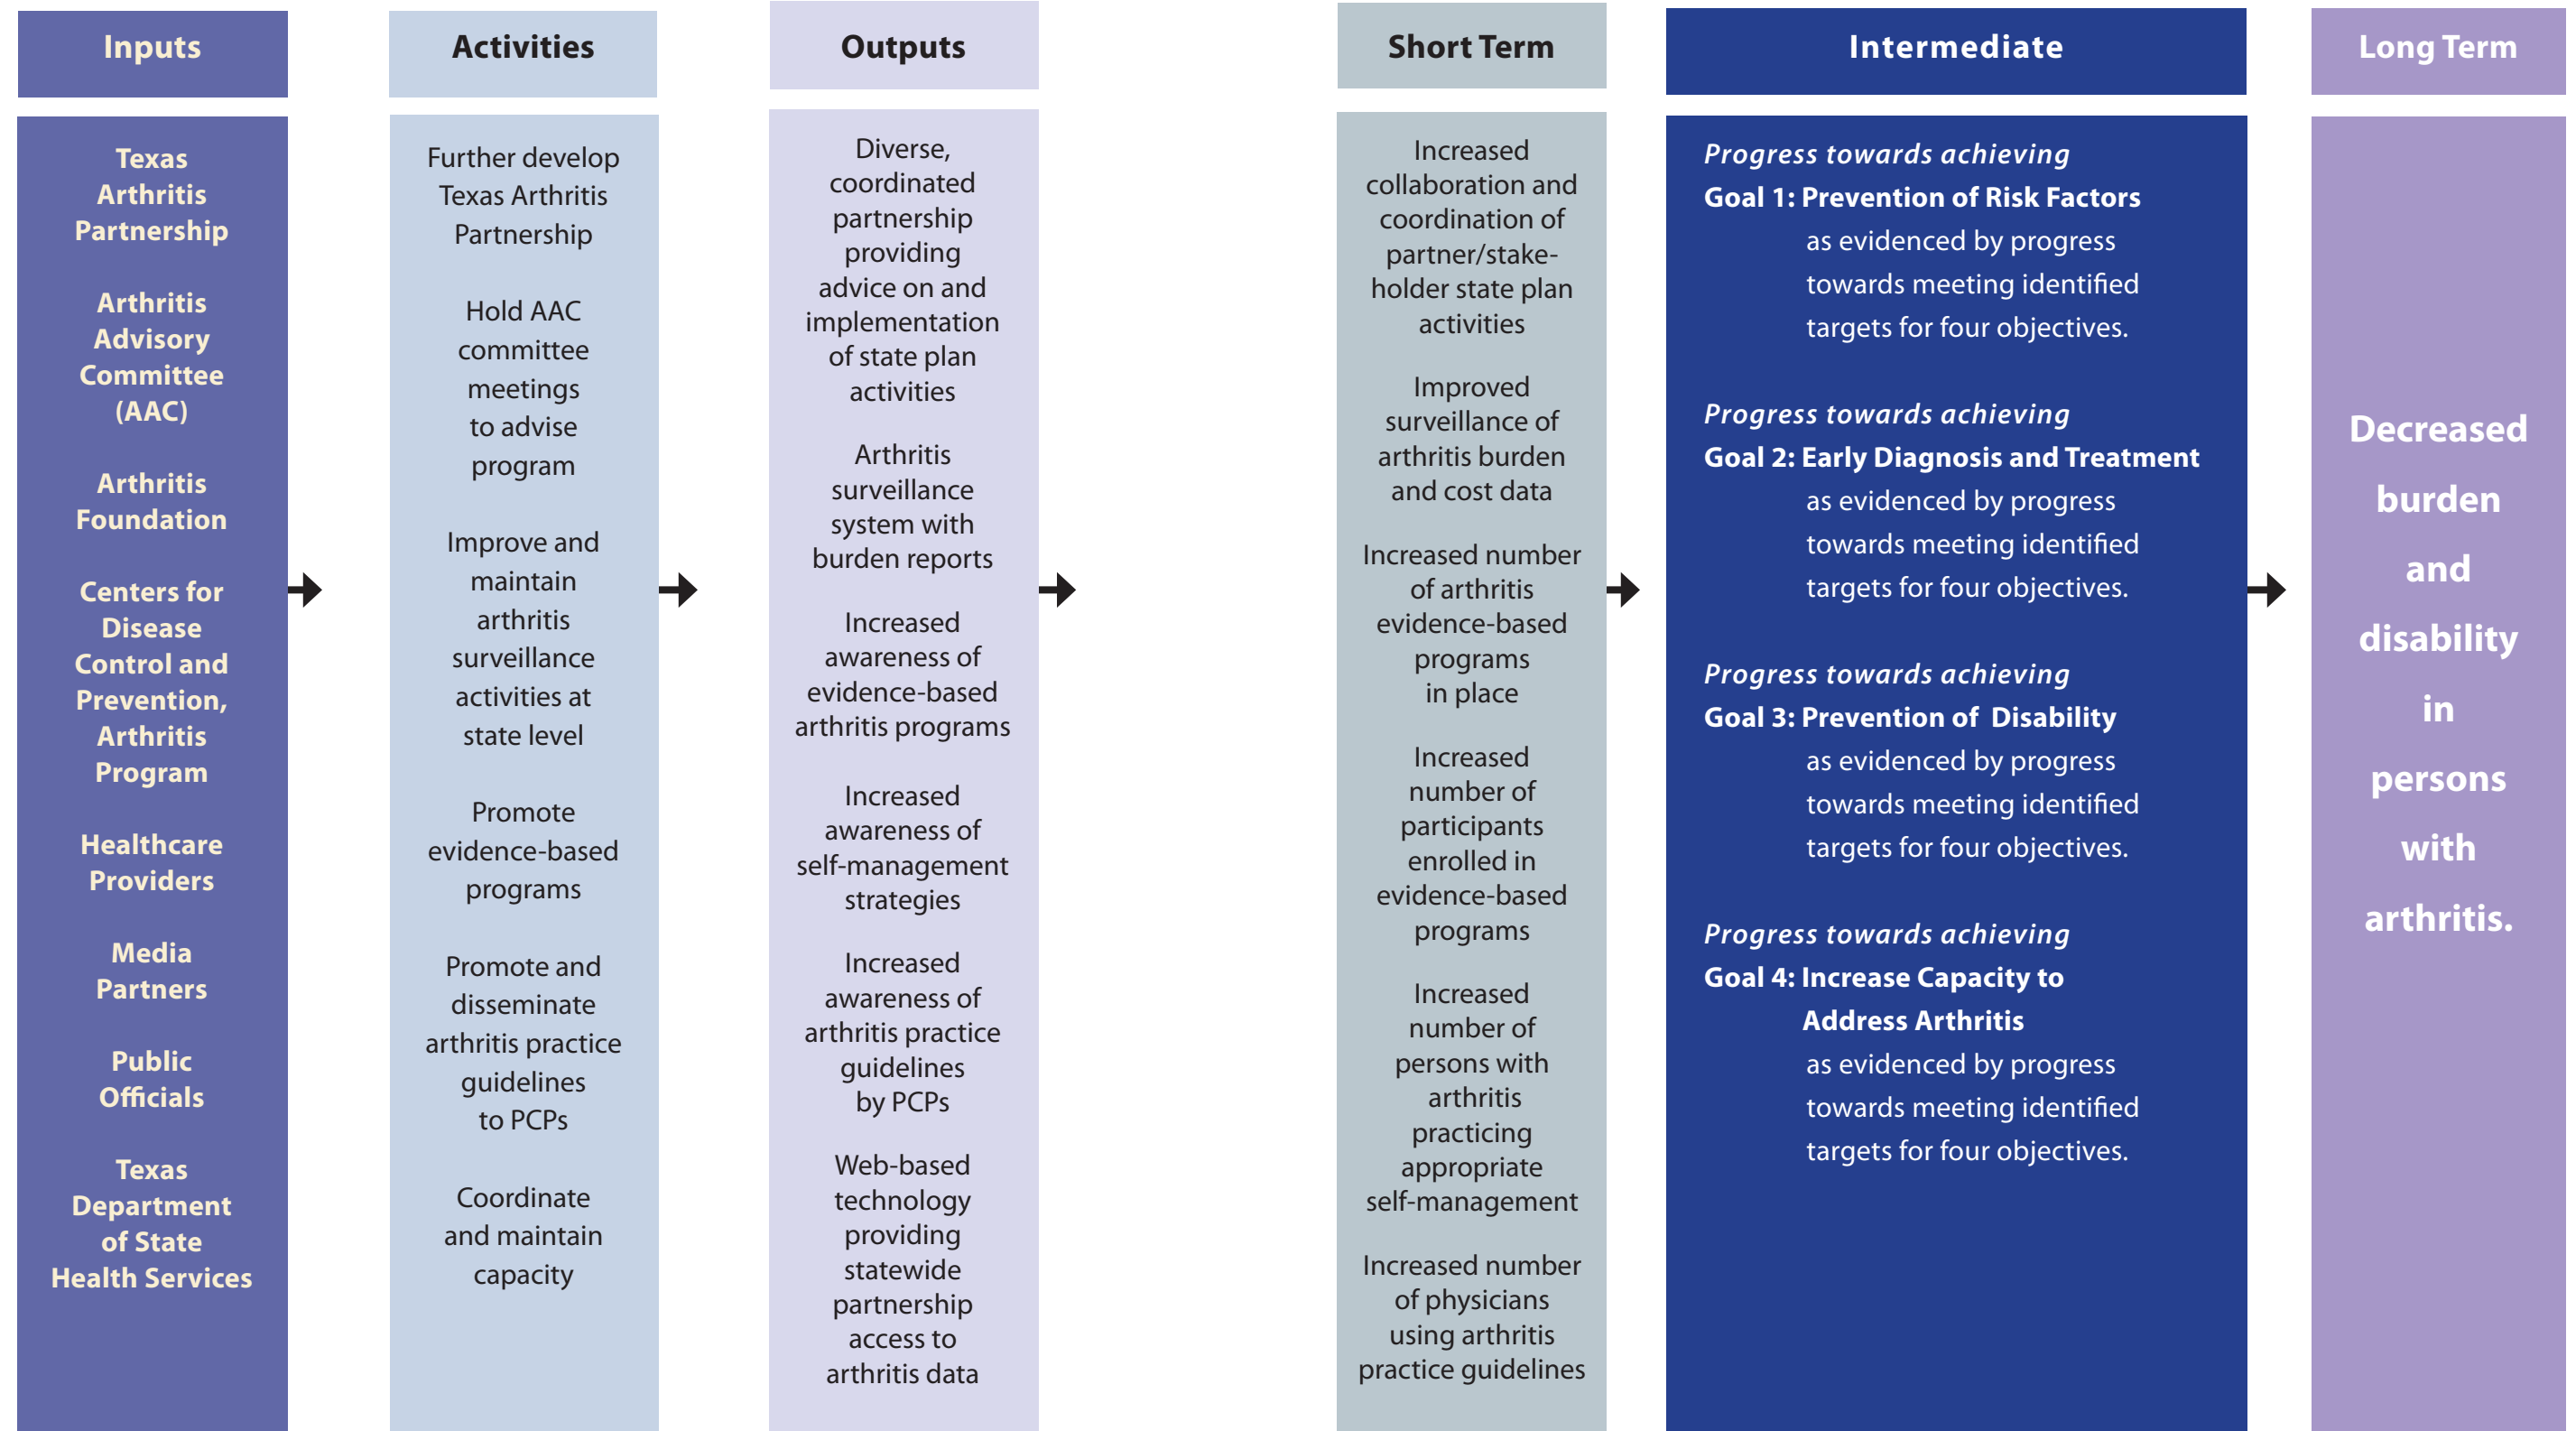 Inputs
Texas
Arthritis
Partnership
Arthritis
Advisory
Committee
(AAC)
Arthritis
Foundation
Centers for
Disease
Control and
Prevention,
Arthritis
Program
Healthcare
Providers
Media
Partners
Public
Officials
Texas
Department
of State
Health Services
Activities
Further develop
Texas Arthritis
Partnership
Hold AAC
committee
meetings
to advise
program
Improve and
maintain
arthritis
surveillance
activities at
state level
Promote
evidence-based
programs
Promote and
disseminate
arthritis practice
guidelines
to PCPs
Coordinate
and maintain
capacity
Outputs
Diverse,
coordinated
partnership
providing
advice on and
implementation
of state plan
activities
Arthritis
surveillance
system with
burden reports
Increased
awareness of
evidence-based
arthritis programs
Increased
awareness of
self-management
strategies
Increased
awareness of
arthritis practice
guidelines
by PCPs
Web-based
technology
providing
statewide
partnership
access to
arthritis data
Short Term
Increased
collaboration and
coordination of
partner/stake-
holder state plan
activities
Improved
surveillance of
arthritis burden
and cost data
Increased number
of arthritis
evidence-based
programs
in place
Increased
number of
participants
enrolled in
evidence-based
programs
Increased
number of
persons with
arthritis
practicing
appropriate
self-management
Increased number
of physicians
using arthritis
practice guidelines
Intermediate
Progress towards achieving
Goal 1: Prevention of Risk Factors
as evidenced by progress
towards meeting identified
targets for four objectives.
Progress towards achieving
Goal 2: Early Diagnosis and Treatment
as evidenced by progress
towards meeting identified
targets for four objectives.
Progress towards achieving
Goal 3: Prevention of Disability
as evidenced by progress
towards meeting identified
targets for four objectives.
Progress towards achieving
Goal 4: Increase Capacity to
Address Arthritis
as evidenced by progress
towards meeting identified
targets for four objectives.
Long Term
Decreased
burden
and
disability
in
persons
with
arthritis.